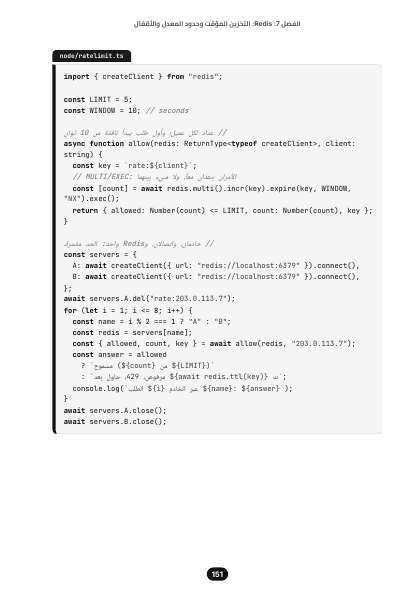 الفصل 7: Redis: التخزين المؤقت وحدود المعدل والأقفال
node/ratelimit.ts
import { createClient } from "redis";
const LIMIT = 5;
const WINDOW = 10; // seconds
// عداد لكل عميل، وأول طلب يبدأ نافذة من 10 ثوانٍ
async function allow(redis: ReturnType<typeof createClient>, client:
string) {
const key = `rate:${client}`;
// MULTI/EXEC: الأمران ينفذان معاً، ولا شيء بينهما
const [count] = await redis.multi().incr(key).expire(key, WINDOW,
"NX").exec();
return { allowed: Number(count) <= LIMIT, count: Number(count), key };
}
// خادمان، واتصالان، وRedis واحد: الحد مشترك
const servers = {
A: await createClient({ url: "redis://localhost:6379" }).connect(),
B: await createClient({ url: "redis://localhost:6379" }).connect(),
};
await servers.A.del("rate:203.0.113.7");
for (let i = 1; i <= 8; i++) {
const name = i % 2 === 1 ? "A" : "B";
const redis = servers[name];
const { allowed, count, key } = await allow(redis, "203.0.113.7");
const answer = allowed
? `مسموح (${count} من ${LIMIT})`
: `مرفوض، 429، حاول بعد ${await redis.ttl(key)} ث`;
console.log(`الطلب ${i} عبر الخادم ${name}: ${answer}`);
}
await servers.A.close();
await servers.B.close();
151